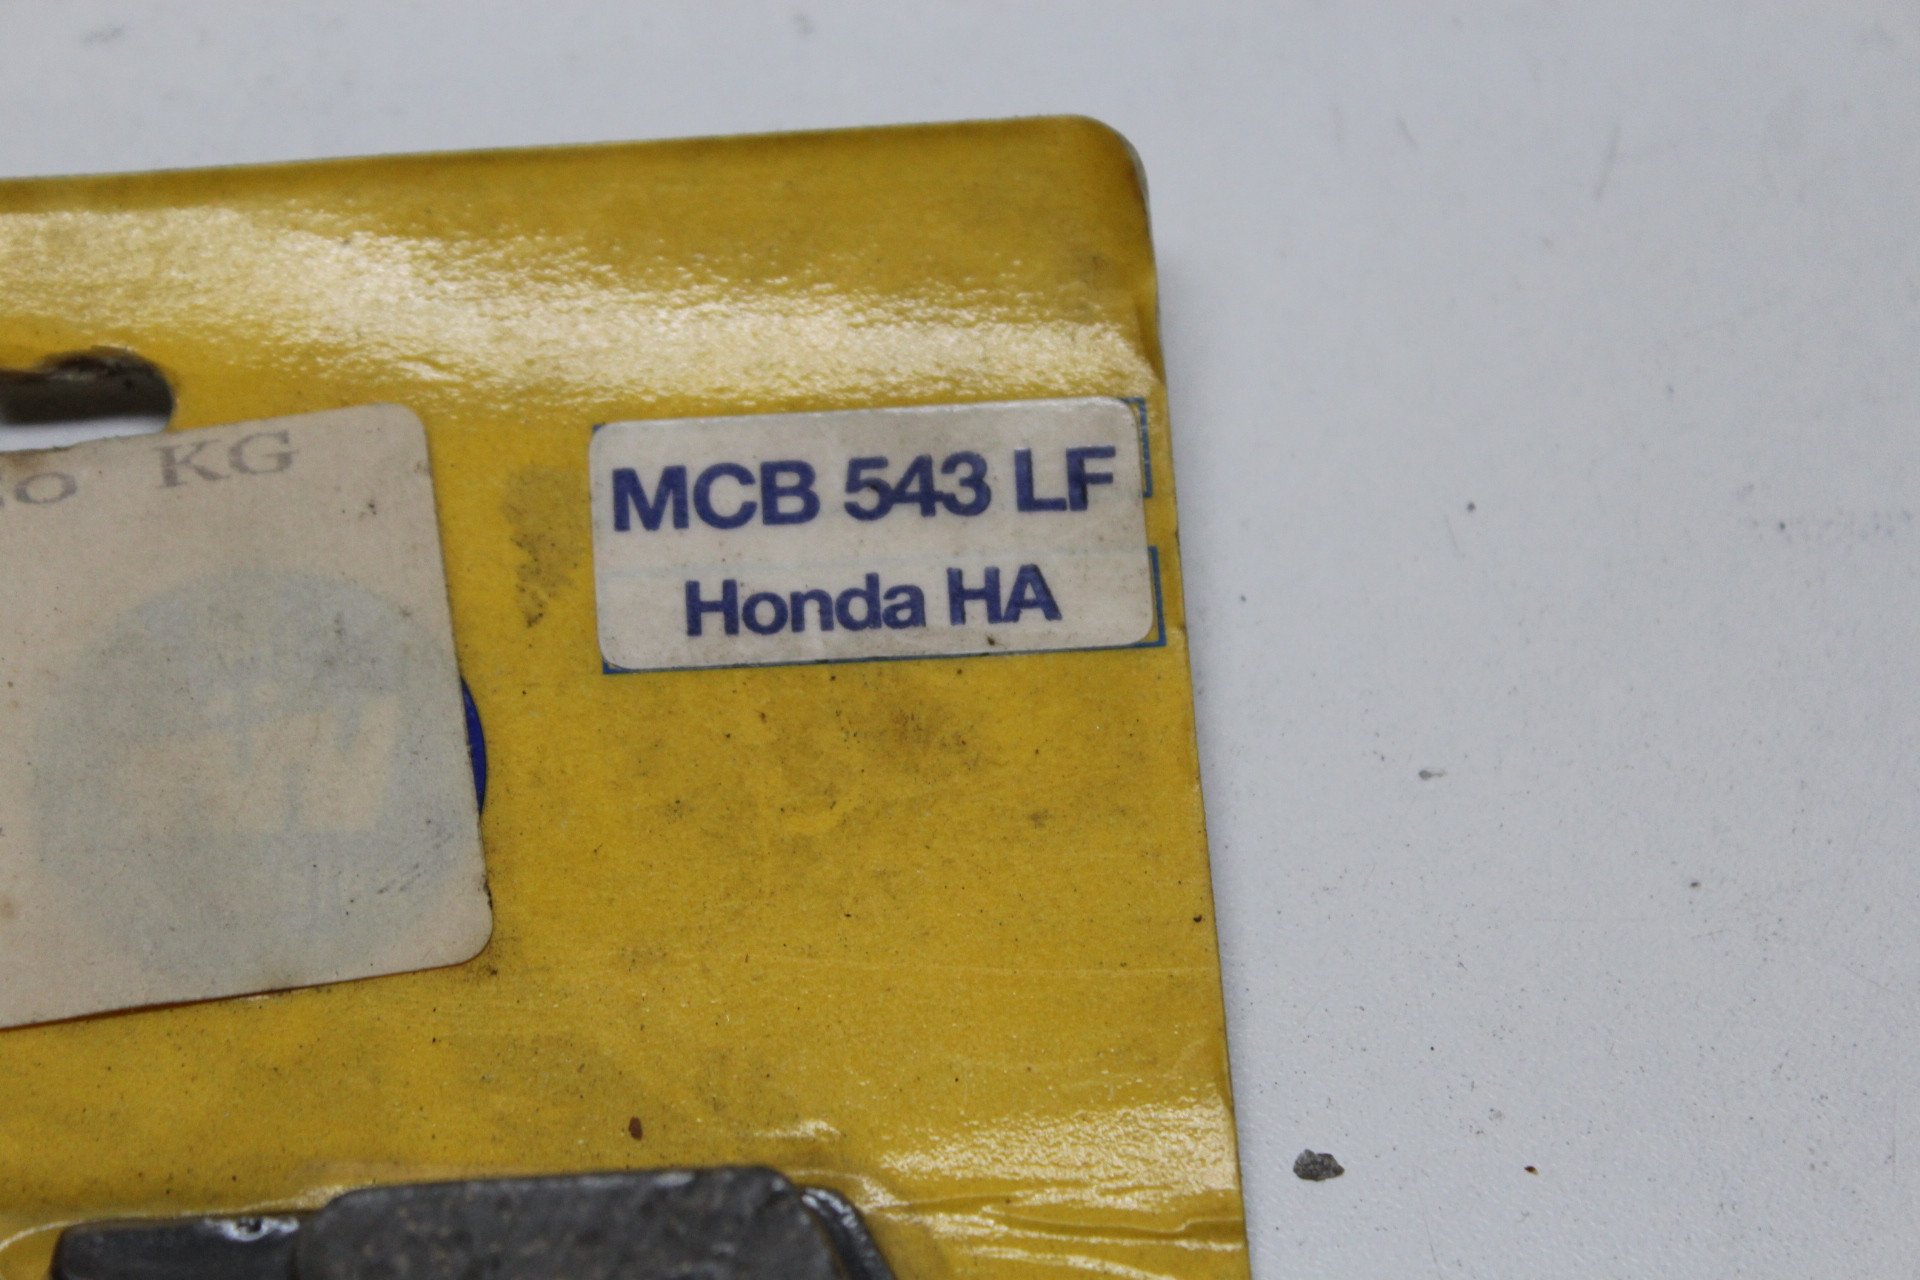 KG
MCB 543 LF
Honda HA